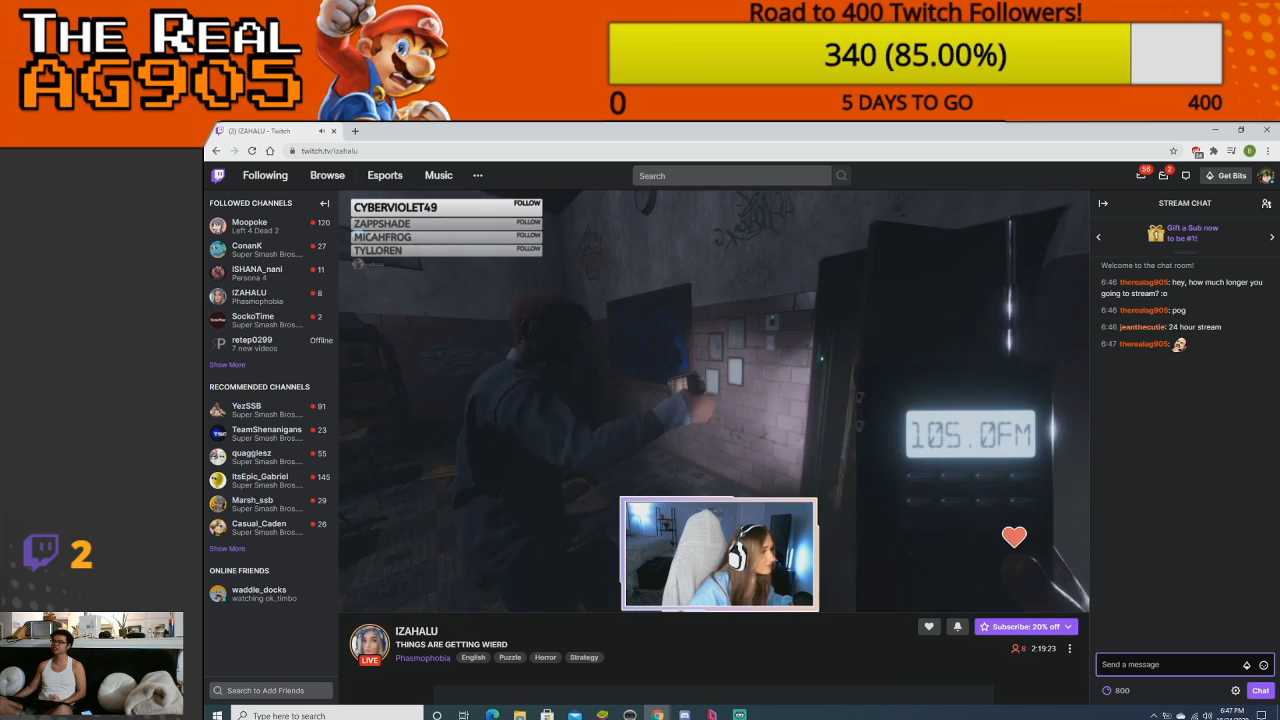 THE REAL
AG905
Road to 400 Twitch Followers!
340 (85.00%)
0
5 DAYS TO GO
400
(2) IZAHALU - Twitch
twitch.tv/izahalu
Following
Browse
Esports
Music
Search
56
2
Get Bits
FOLLOWED CHANNELS
Moopoke
120
Left 4 Dead 2
ConanK
27
Super Smash Bros....
ISHANA_nani
11
Persona 4
IZAHALU
8
Phasmophobia
SockoTime
2
Super Smash Bros....
retep0299
Offline
7 new videos
Show More
RECOMMENDED CHANNELS
YezSSB
91
Super Smash Bros....
TeamShenanigans
23
Super Smash Bros....
quagglesz
55
Super Smash Bros....
ItsEpic_Gabriel
145
Super Smash Bros....
Marsh_ssb
29
Super Smash Bros....
Casual_Caden
26
Super Smash Bros....
Show More
ONLINE FRIENDS
waddle_docks
watching ok_timbo
Search to Add Friends
2
CYBERVIOLET49 FOLLOW
ZAPPSHADE FOLLOW
MICAHFROG FOLLOW
TYLLOREN FOLLOW
105.0FM
LIVE
IZAHALU
THINGS ARE GETTING WIERD
Phasmophobia
English
Puzzle
Horror
Strategy
Subscribe: 20% off
8
2:19:23
STREAM CHAT
Gift a Sub now
to be #1!
Welcome to the chat room!
6:46 therealag905: hey, how much longer you
going to stream? :o
6:46 therealag905: pog
6:46 jeanthecutie: 24 hour stream
6:47 therealag905:
Send a message
800
Chat
Type here to search
6:47 PM